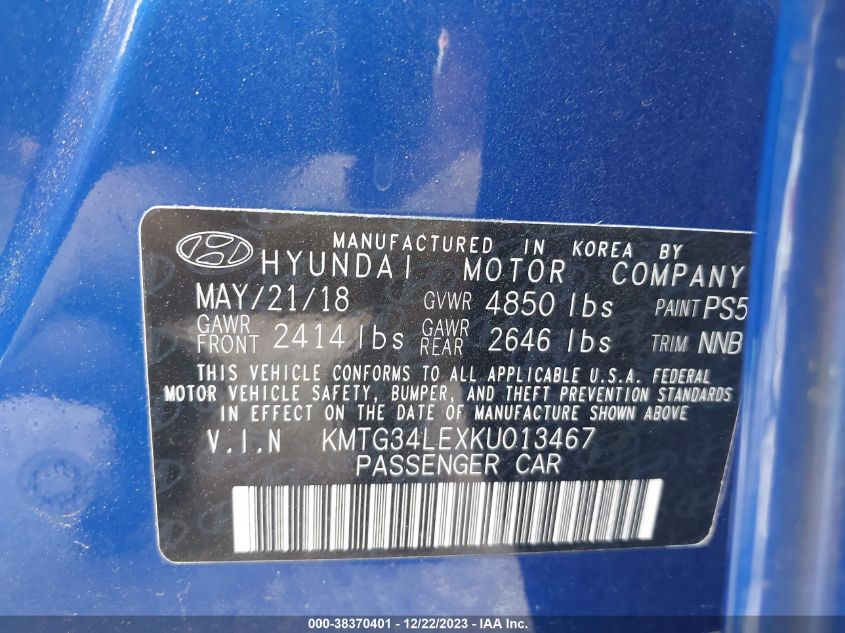 MANUFACTURED IN KOREA BY
HYUNDAI MOTOR COMPANY
MAY/21/18 GVWR 4850 lbs PAINT PS5
GAWR FRONT 2414 lbs GAWR REAR 2646 lbs TRIM NNB
THIS VEHICLE CONFORMS TO ALL APPLICABLE U.S.A. FEDERAL
MOTOR VEHICLE SAFETY, BUMPER, AND THEFT PREVENTION STANDARDS
IN EFFECT ON THE DATE OF MANUFACTURE SHOWN ABOVE
V.I.N KMTG34LEXKU013467
PASSENGER CAR
000-38370401 - 12/22/2023 - IAA Inc.